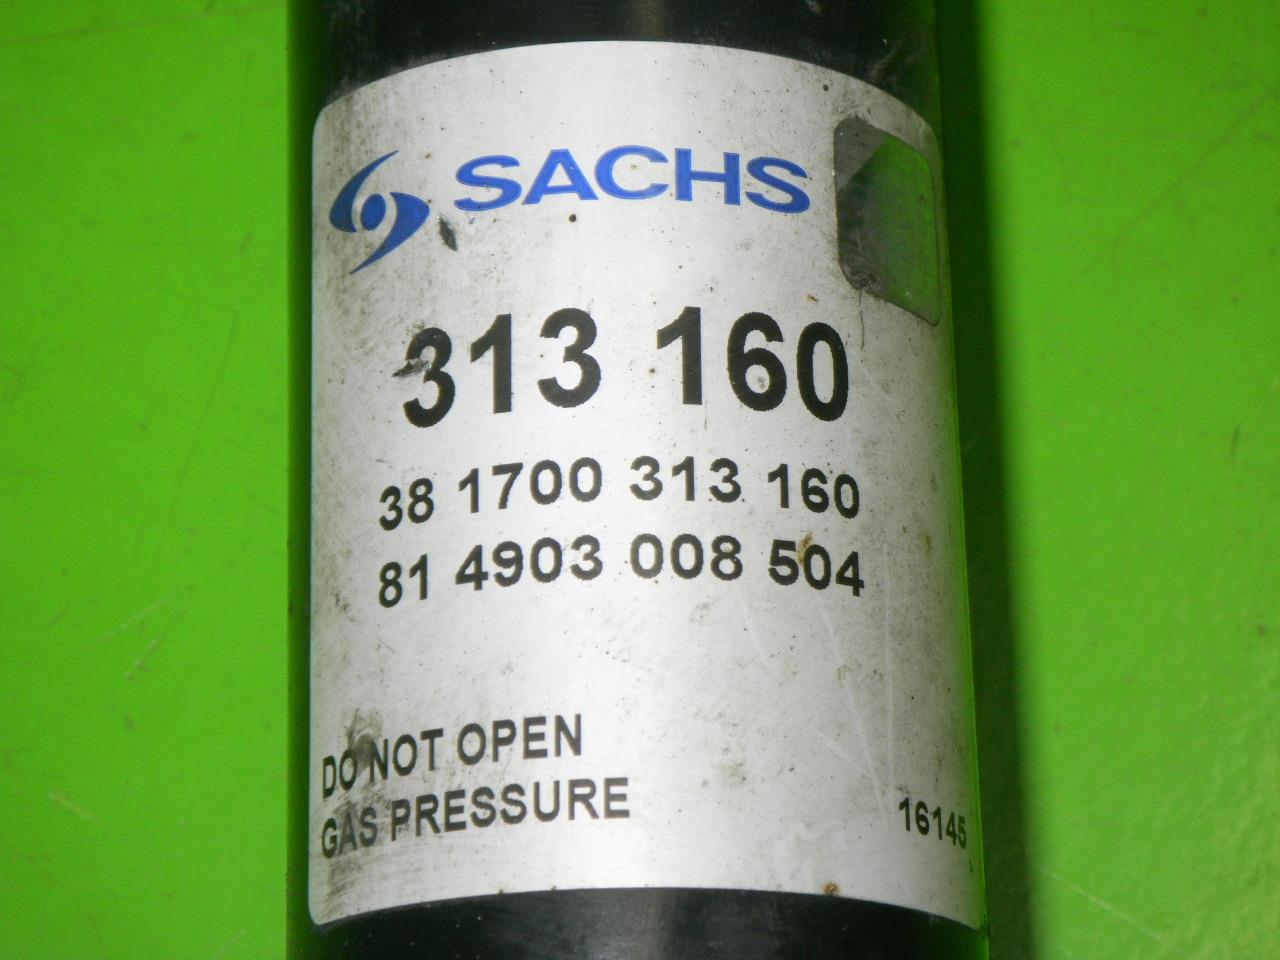 SACHS
313 160
38 1700 313 160
81 4903 008 504
DO NOT OPEN
GAS PRESSURE
16145